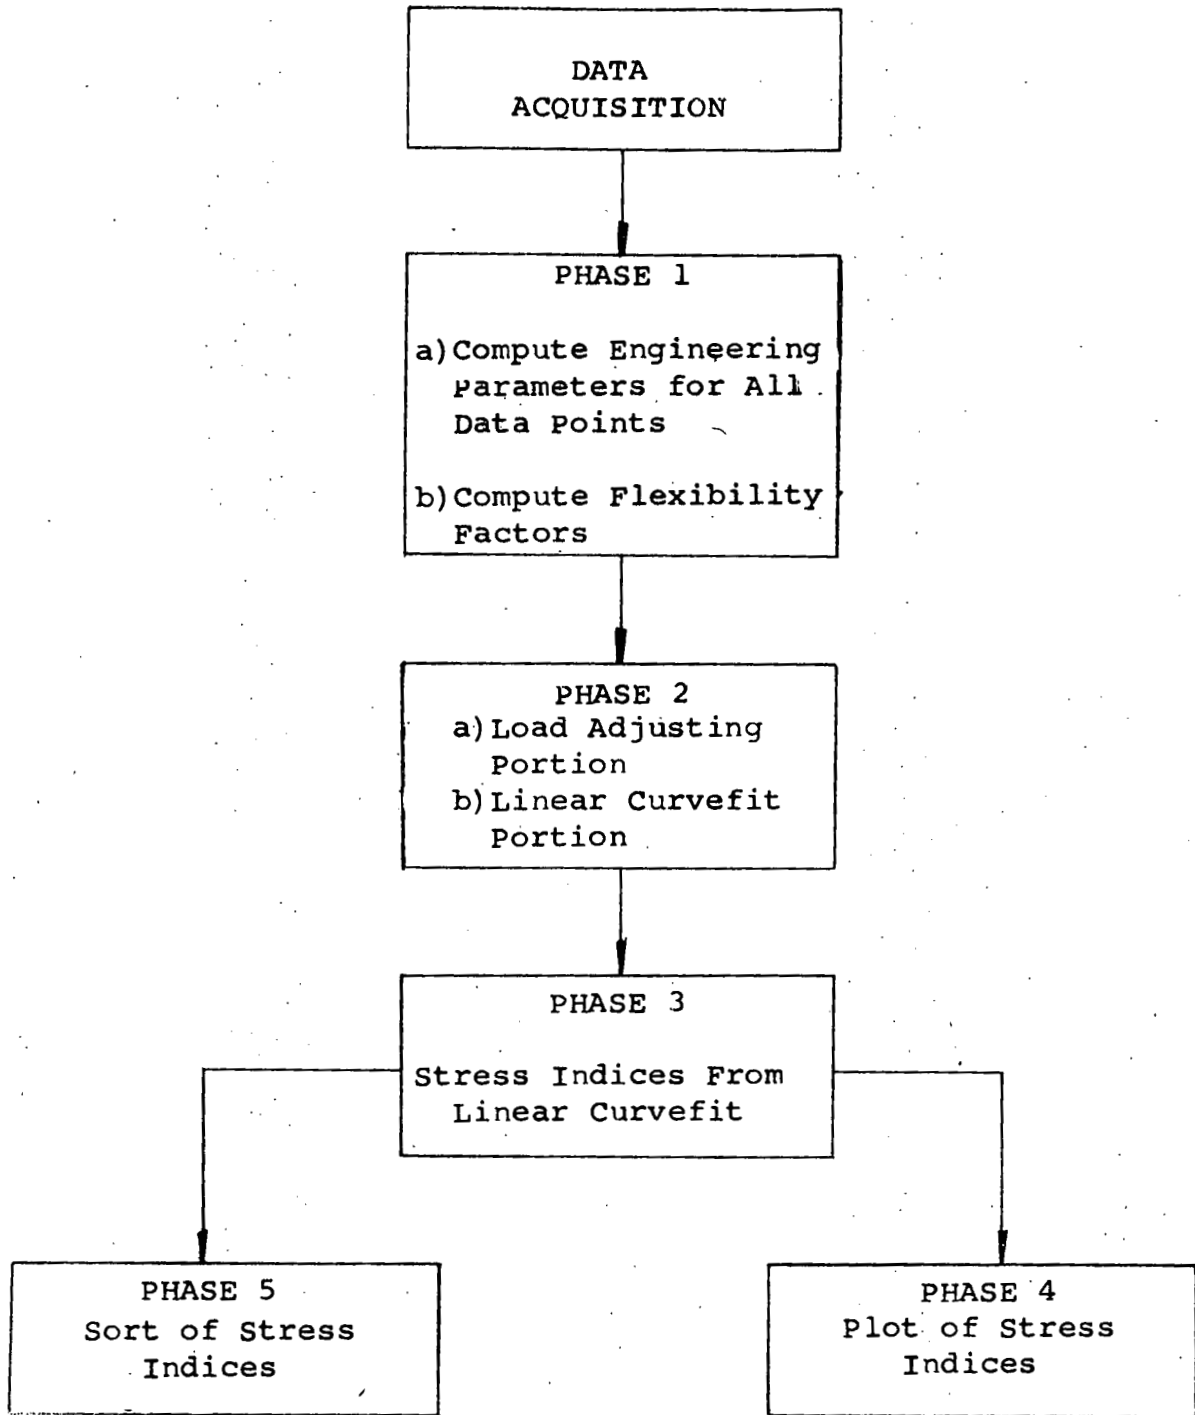 DATA
ACQUISITION
PHASE 1
a)Compute Engineering
Parameters for All
Data Points
b)Compute Flexibility
Factors
PHASE 2
a)Load Adjusting
Portion
b)Linear Curvefit
Portion
PHASE 3
Stress Indices From
Linear Curvefit
PHASE 5
Sort of Stress
Indices
PHASE 4
Plot of Stress
Indices